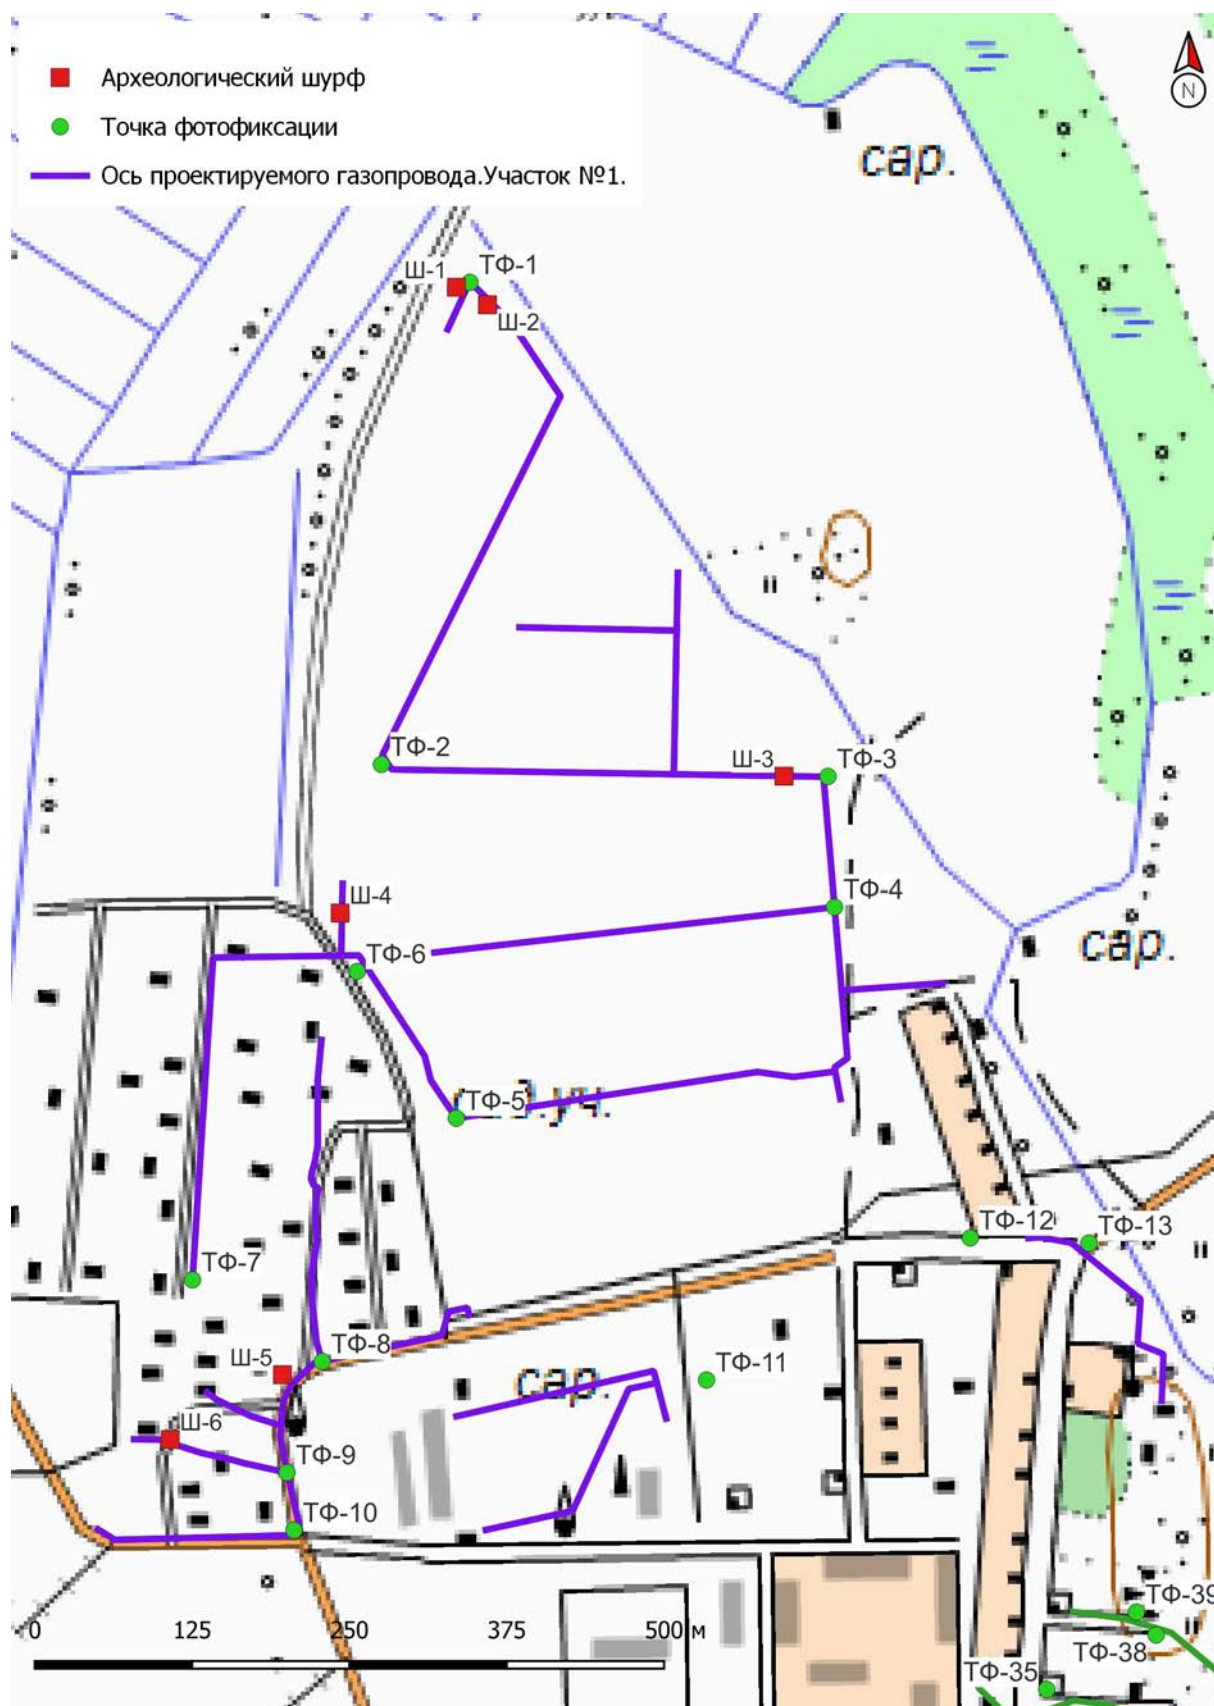 N
Археологический шурф
Точка фотофиксации
Ось проектируемого газопровода.Участок №1.
сар.
Ш-1
ТФ-1
Ш-2
ТФ-2
Ш-3
ТФ-3
Ш-4
ТФ-4
ТФ-6
сар.
ТФ-5
уч.
ТФ-12
ТФ-13
ТФ-7
ТФ-8
Ш-5
сар.
ТФ-11
Ш-6
ТФ-9
ТФ-10
ТФ-39
ТФ-38
ТФ-35
0 125 250 375 500 м